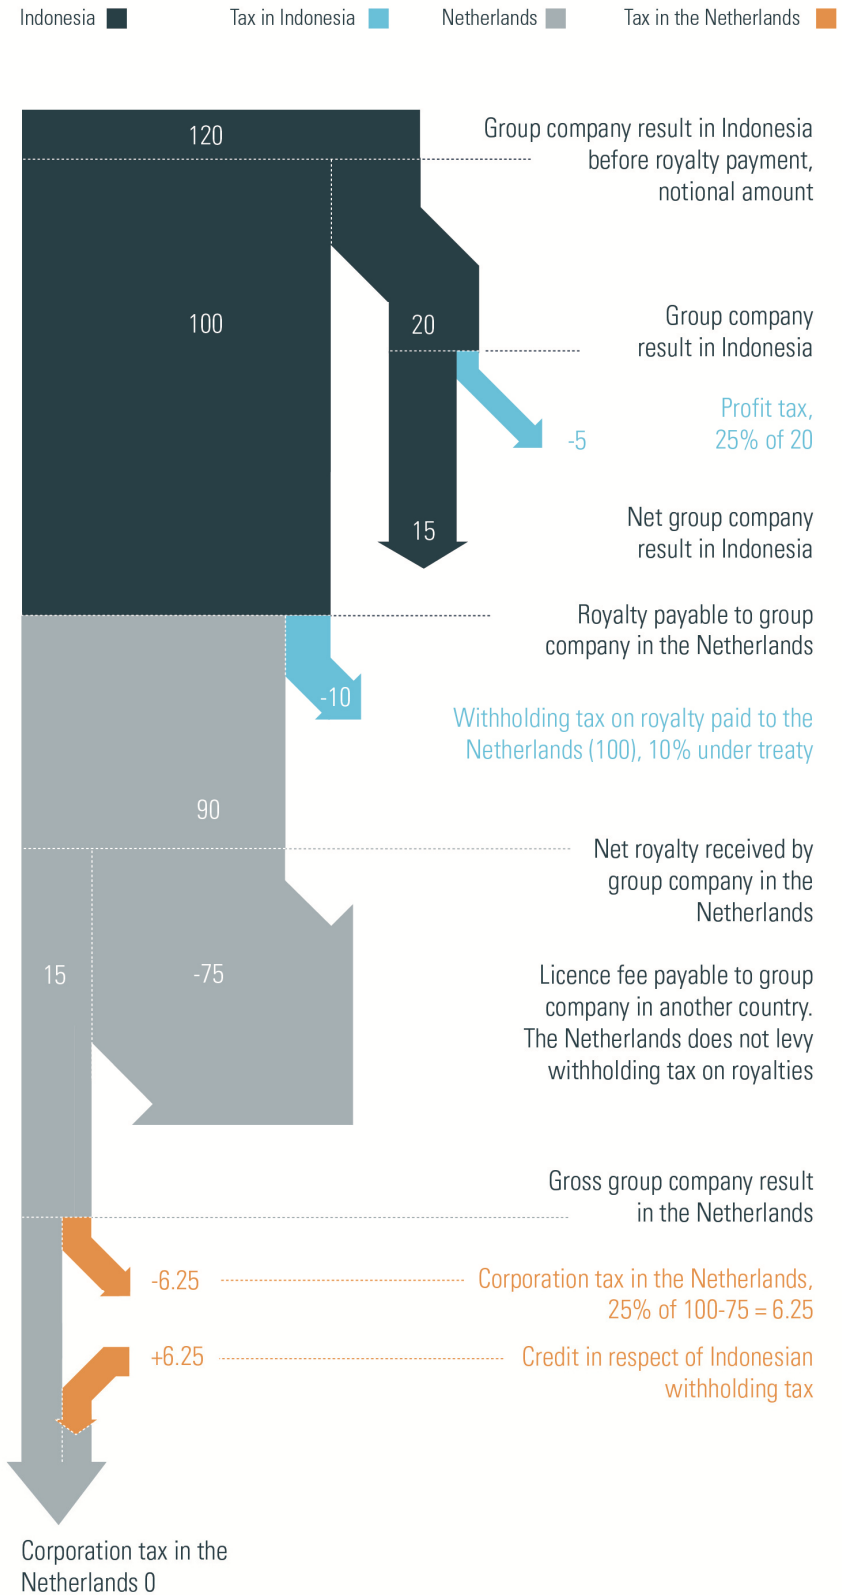 Indonesia
Tax in Indonesia
Netherlands
Tax in the Netherlands
120
Group company result in Indonesia
before royalty payment,
notional amount
100
20
Group company
result in Indonesia
Profit tax,
25% of 20
-5
15
Net group company
result in Indonesia
Royalty payable to group
company in the Netherlands
-10
Withholding tax on royalty paid to the
Netherlands (100), 10% under treaty
90
Net royalty received by
group company in the
Netherlands
15
-75
Licence fee payable to group
company in another country.
The Netherlands does not levy
withholding tax on royalties
Gross group company result
in the Netherlands
-6.25
Corporation tax in the Netherlands,
25% of 100-75 = 6.25
+6.25
Credit in respect of Indonesian
withholding tax
Corporation tax in the
Netherlands 0